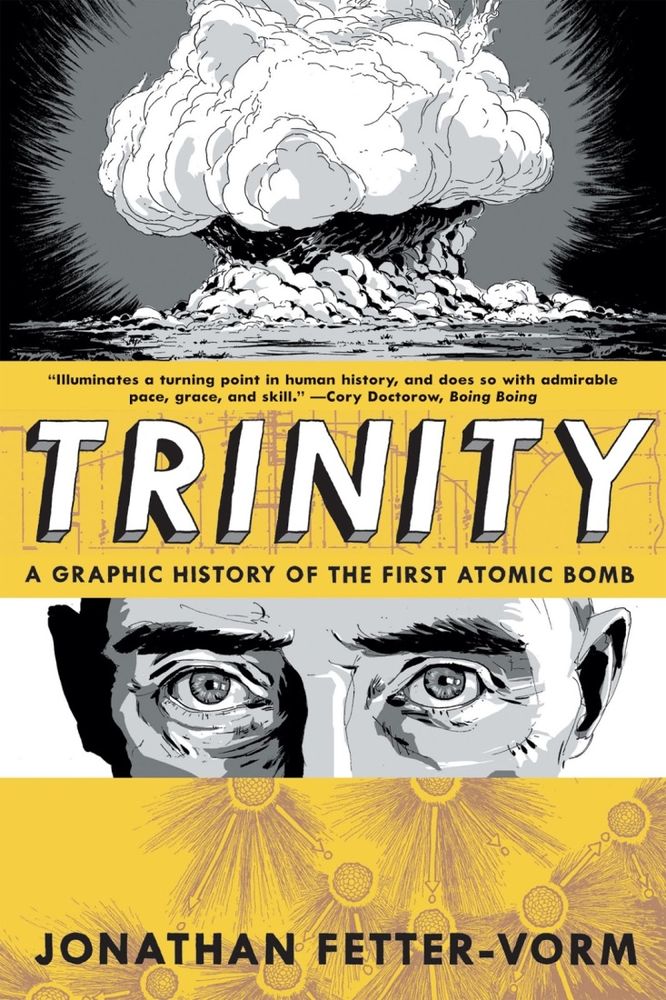 “Illuminates a turning point in human history, and does so with admirable
pace, grace, and skill.” —Cory Doctorow, Boing Boing
TRINITY
A GRAPHIC HISTORY OF THE FIRST ATOMIC BOMB
JONATHAN FETTER-VORM